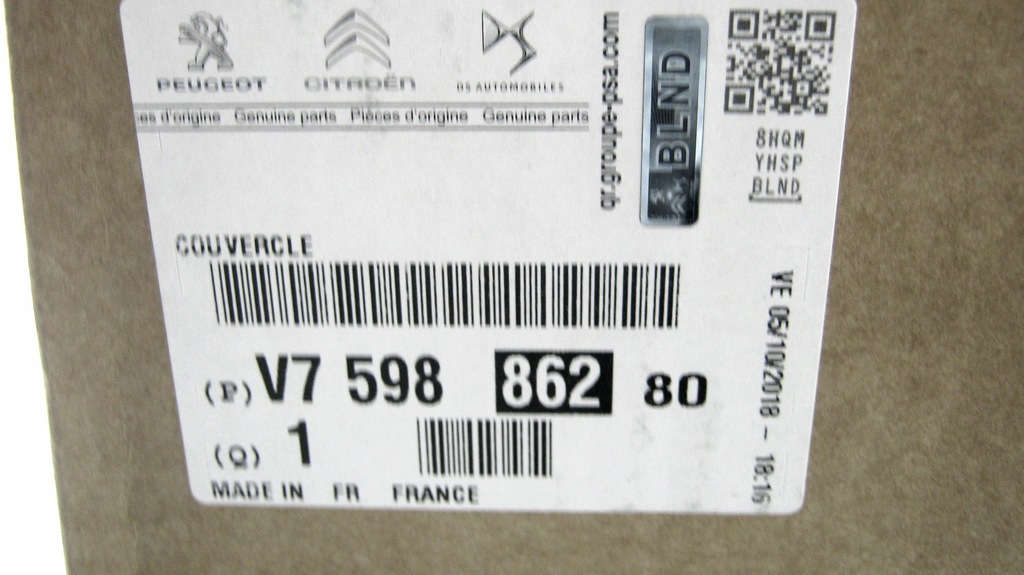 PEUGEOT CITROËN DS AUTOMOBILES
es d'origine Genuine parts Pièces d'origine Genuine parts
qr.groupe-psa.com
BLND
8HQM
YHSP
[BLND]
COUVERCLE
(P) V7 598 862 80
(Q) 1
MADE IN FR FRANCE
VE 05/10/2018 - 18:16